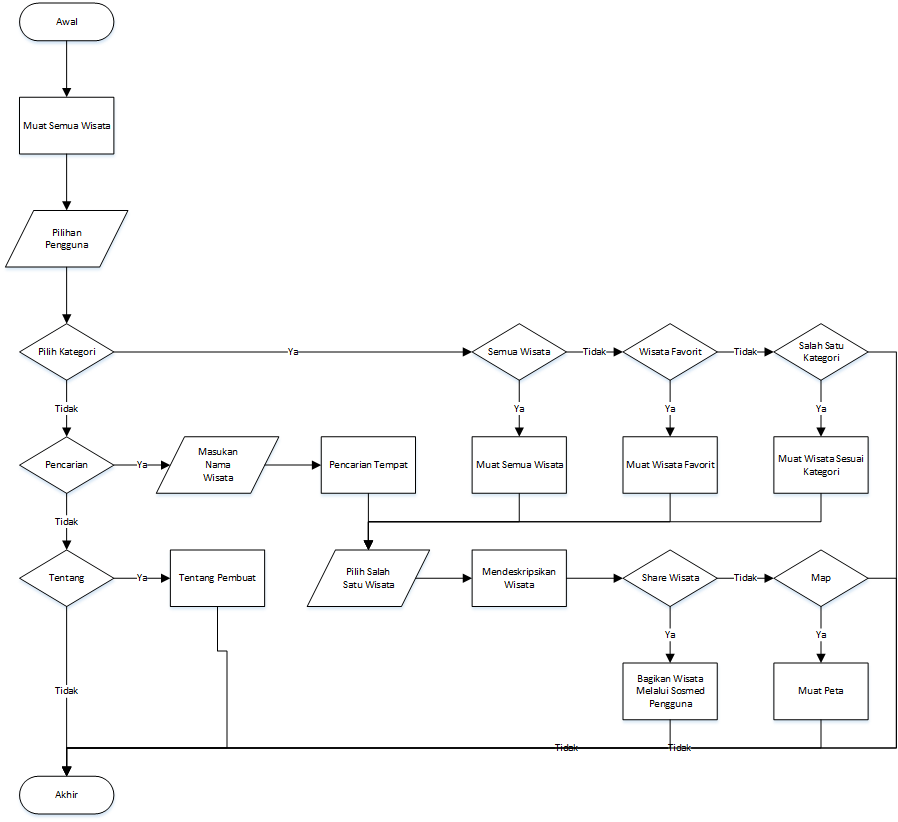 Awal
Muat Semua Wisata
Pilihan
Pengguna
Pilih Kategori
Ya
Semua Wisata
Tidak
Wisata Favorit
Tidak
Salah Satu
Kategori
Tidak
Ya
Ya
Ya
Pencarian
Ya
Masukan
Nama
Wisata
Pencarian Tempat
Muat Semua Wisata
Muat Wisata Favorit
Muat Wisata Sesuai
Kategori
Tidak
Tentang
Ya
Tentang Pembuat
Pilih Salah
Satu Wisata
Mendeskripsikan
Wisata
Share Wisata
Tidak
Map
Ya
Ya
Tidak
Bagikan Wisata
Melalui Sosmed
Pengguna
Muat Peta
Tidak
Tidak
Akhir